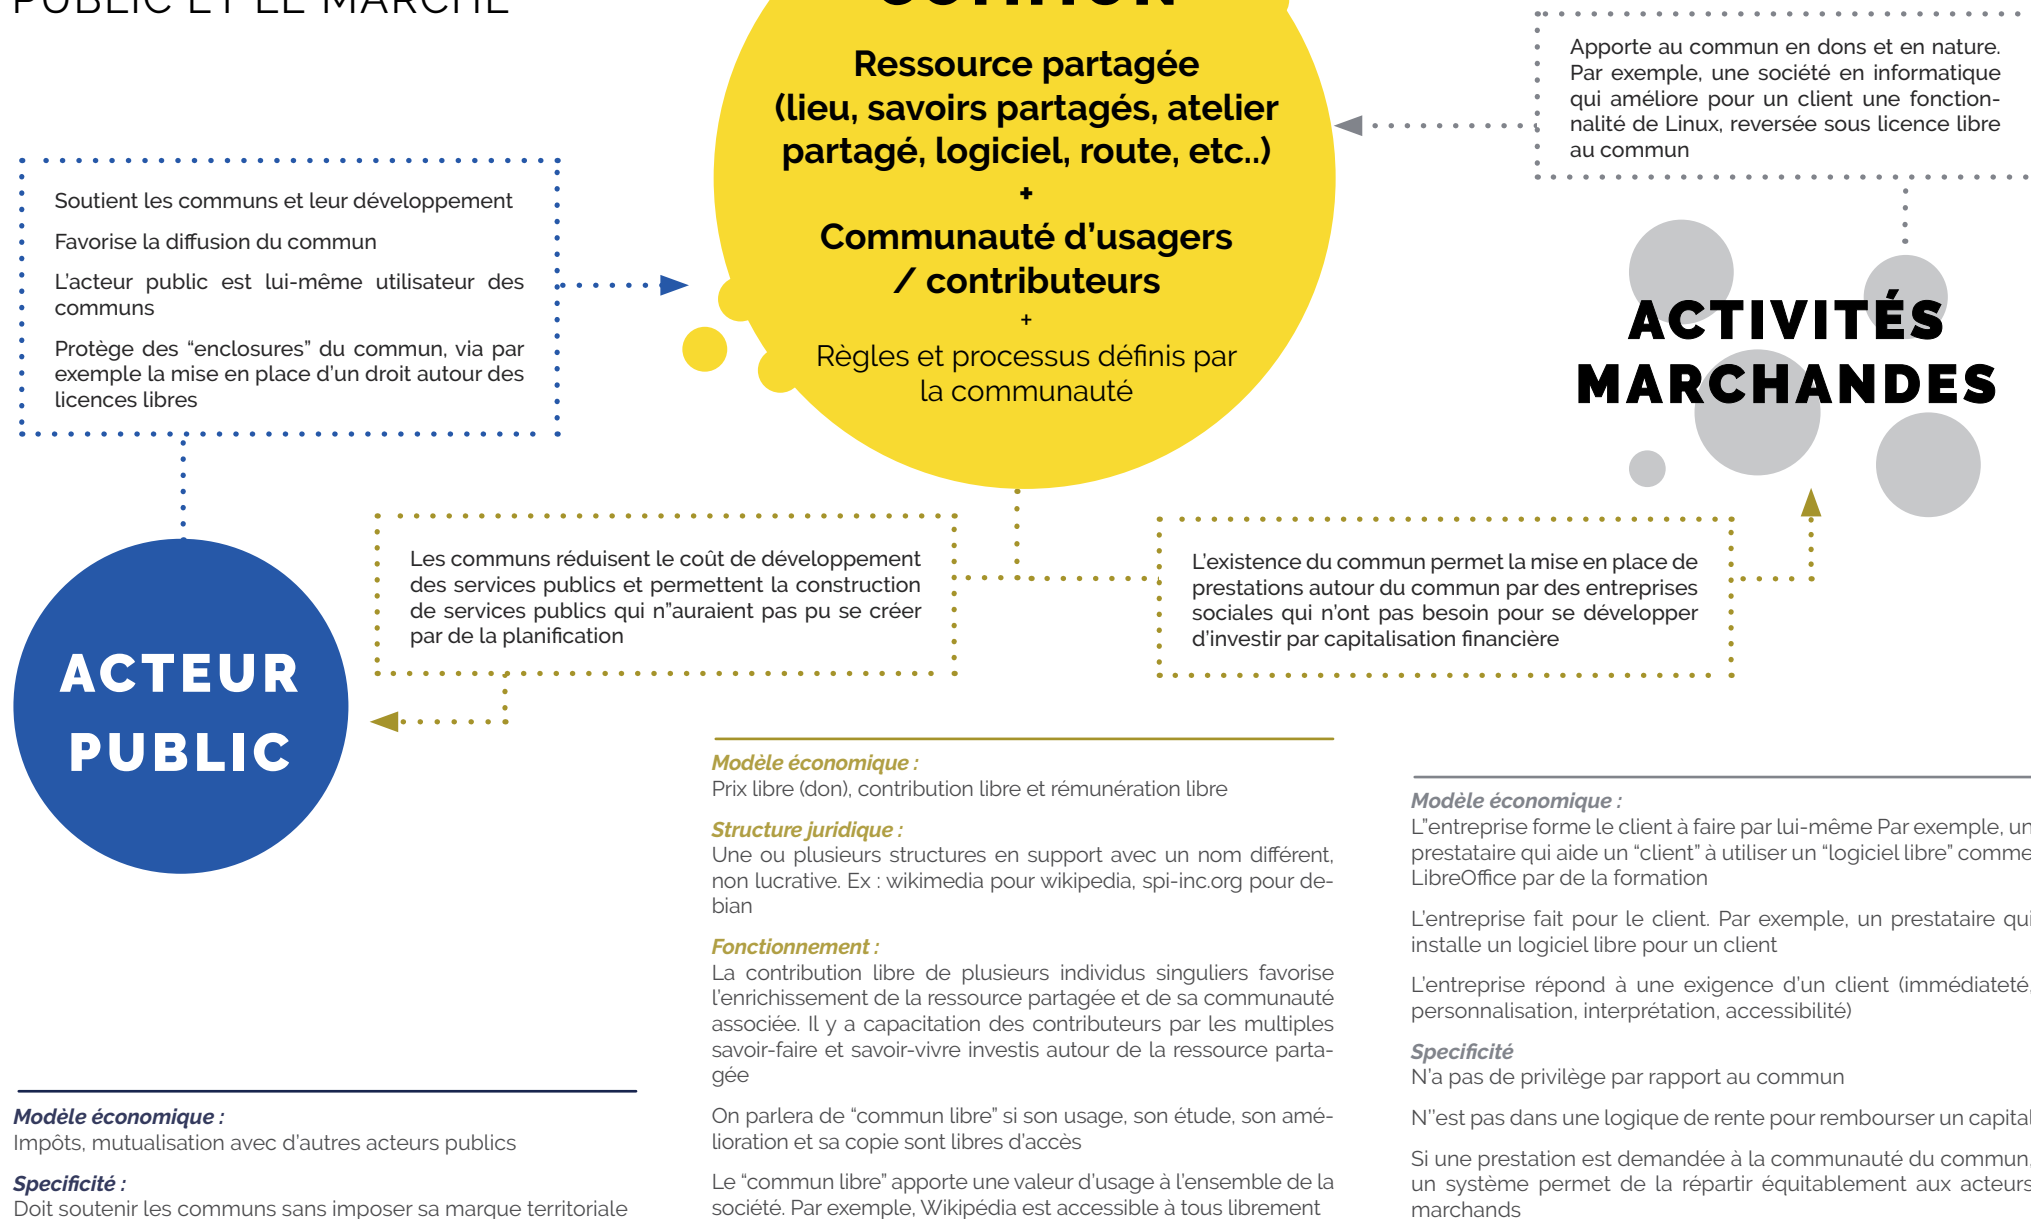 PUBLIC ET LE MARCHÉ
COMMUN
Ressource partagée
(lieu, savoirs partagés, atelier
partagé, logiciel, route, etc..)
+
Communauté d'usagers
/ contributeurs
+
Règles et processus définis par
la communauté
Apporte au commun en dons et en nature.
Par exemple, une société en informatique
qui améliore pour un client une fonction-
nalité de Linux, reversée sous licence libre
au commun
Soutient les communs et leur développement
Favorise la diffusion du commun
L'acteur public est lui-même utilisateur des
communs
Protège des “enclosures” du commun, via par
exemple la mise en place d'un droit autour des
licences libres
ACTIVITÉS
MARCHANDES
Les communs réduisent le coût de développement
des services publics et permettent la construction
de services publics qui n"auraient pas pu se créer
par de la planification
L'existence du commun permet la mise en place de
prestations autour du commun par des entreprises
sociales qui n'ont pas besoin pour se développer
d'investir par capitalisation financière
ACTEUR
PUBLIC
Modèle économique :
Impôts, mutualisation avec d'autres acteurs publics
Specificité :
Doit soutenir les communs sans imposer sa marque territoriale
Modèle économique :
Prix libre (don), contribution libre et rémunération libre
Structure juridique :
Une ou plusieurs structures en support avec un nom différent,
non lucrative. Ex : wikimedia pour wikipedia, spi-inc.org pour de-
bian
Fonctionnement :
La contribution libre de plusieurs individus singuliers favorise
l'enrichissement de la ressource partagée et de sa communauté
associée. Il y a capacitation des contributeurs par les multiples
savoir-faire et savoir-vivre investis autour de la ressource parta-
gée
On parlera de “commun libre” si son usage, son étude, son amé-
lioration et sa copie sont libres d'accès
Le “commun libre” apporte une valeur d'usage à l'ensemble de la
société. Par exemple, Wikipédia est accessible à tous librement
Modèle économique :
L"entreprise forme le client à faire par lui-même Par exemple, un
prestataire qui aide un “client” à utiliser un “logiciel libre” comme
LibreOffice par de la formation
L'entreprise fait pour le client. Par exemple, un prestataire qui
installe un logiciel libre pour un client
L'entreprise répond à une exigence d'un client (immédiateté,
personnalisation, interprétation, accessibilité)
Specificité
N'a pas de privilège par rapport au commun
N"est pas dans une logique de rente pour rembourser un capital
Si une prestation est demandée à la communauté du commun,
un système permet de la répartir équitablement aux acteurs
marchands